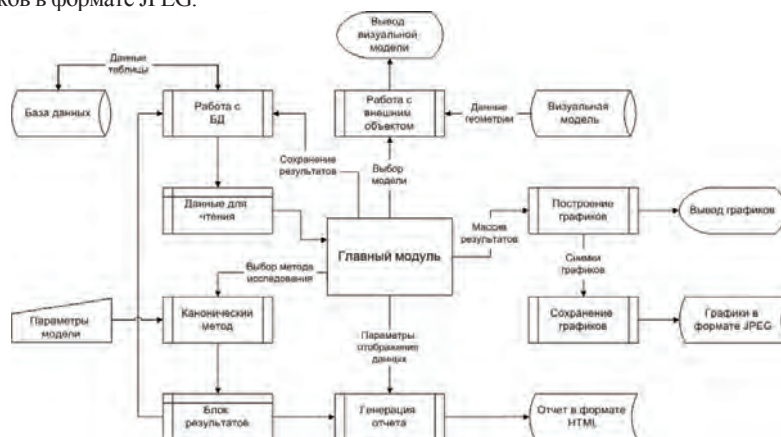 ков в формате JPEG.
Вывод
визуальной
модели
Данные
таблицы
База данных
Работа с
БД
Работа с
внешним
объектом
Данные
геометрии
Визуальная
модель
Сохранение
результатов
Выбор
модели
Данные для
чтения
Главный модуль
Массив
результатов
Построение
графиков
Вывод графиков
Снимки
графиков
Выбор метода
исследования
Параметры
модели
Канонический
метод
Параметры
отображения
данных
Сохранение
графиков
Графики в
формате JPEG
Блок
результатов
Генерация
отчета
Отчет в формате
HTML